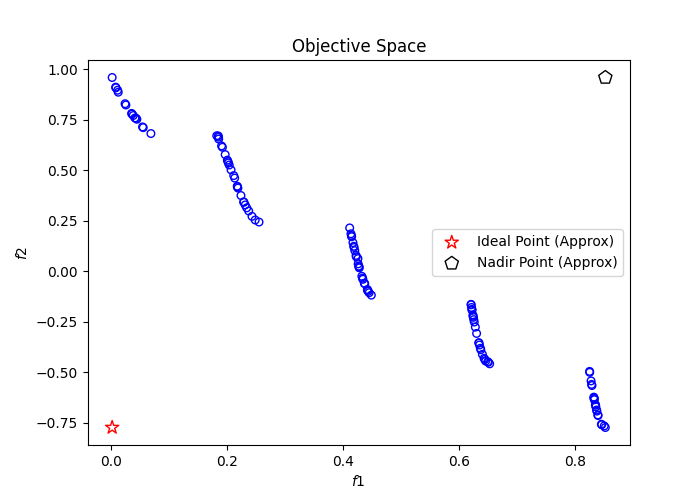 Objective Space
1.00
0.75
0.50
0.25
0.00
−0.25
−0.50
−0.75
f2
Ideal Point (Approx)
Nadir Point (Approx)
0.0 0.2 0.4 0.6 0.8
f1